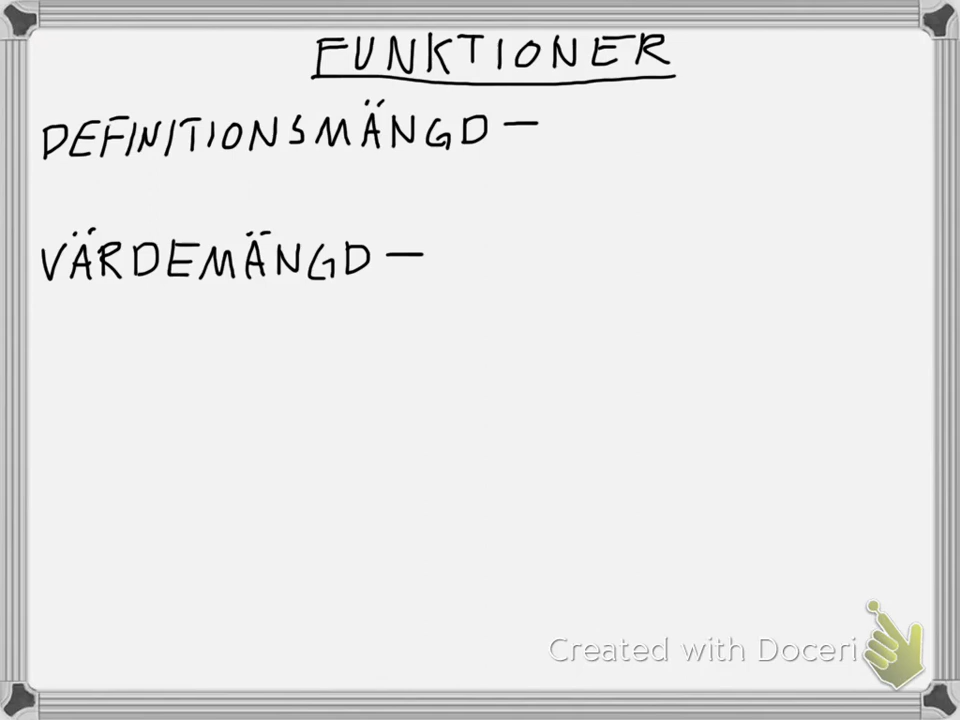 FUNKTIONER
DEFINITIONSMÄNGD –
VÄRDEMÄNGD –
Created with Doceri